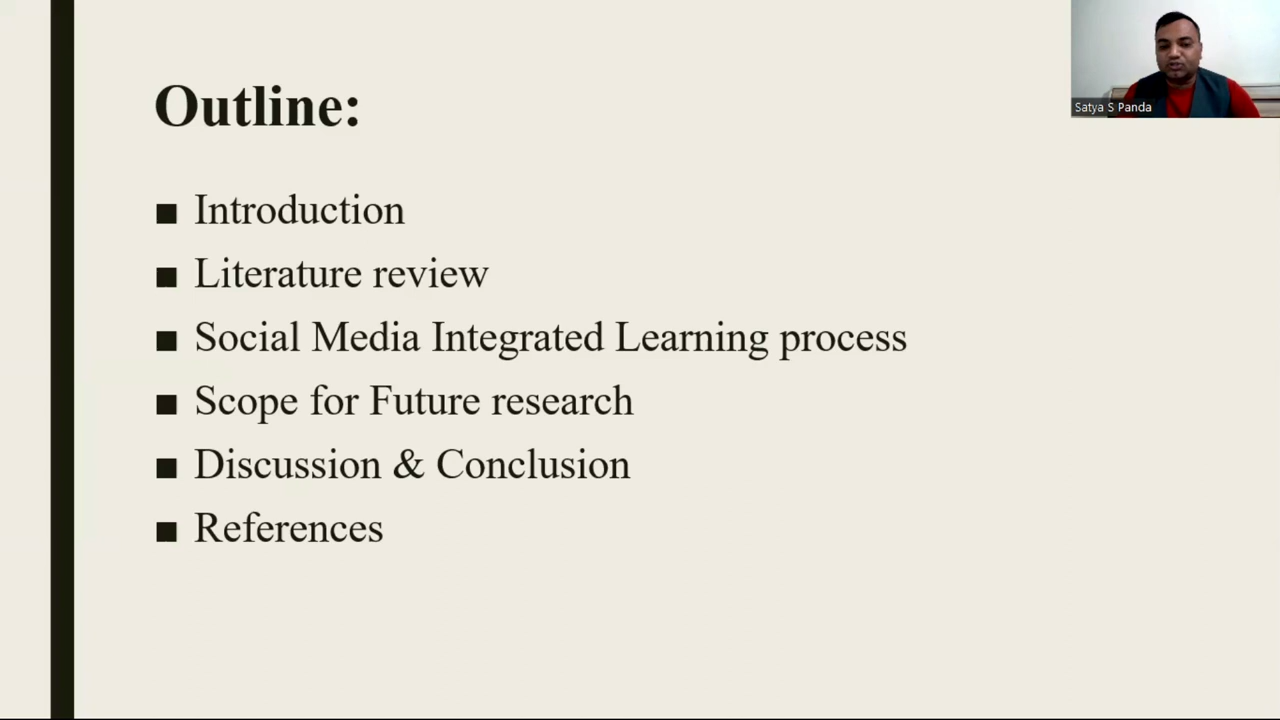 Outline:
■ Introduction
■ Literature review
■ Social Media Integrated Learning process
■ Scope for Future research
■ Discussion & Conclusion
■ References
Satya S Panda